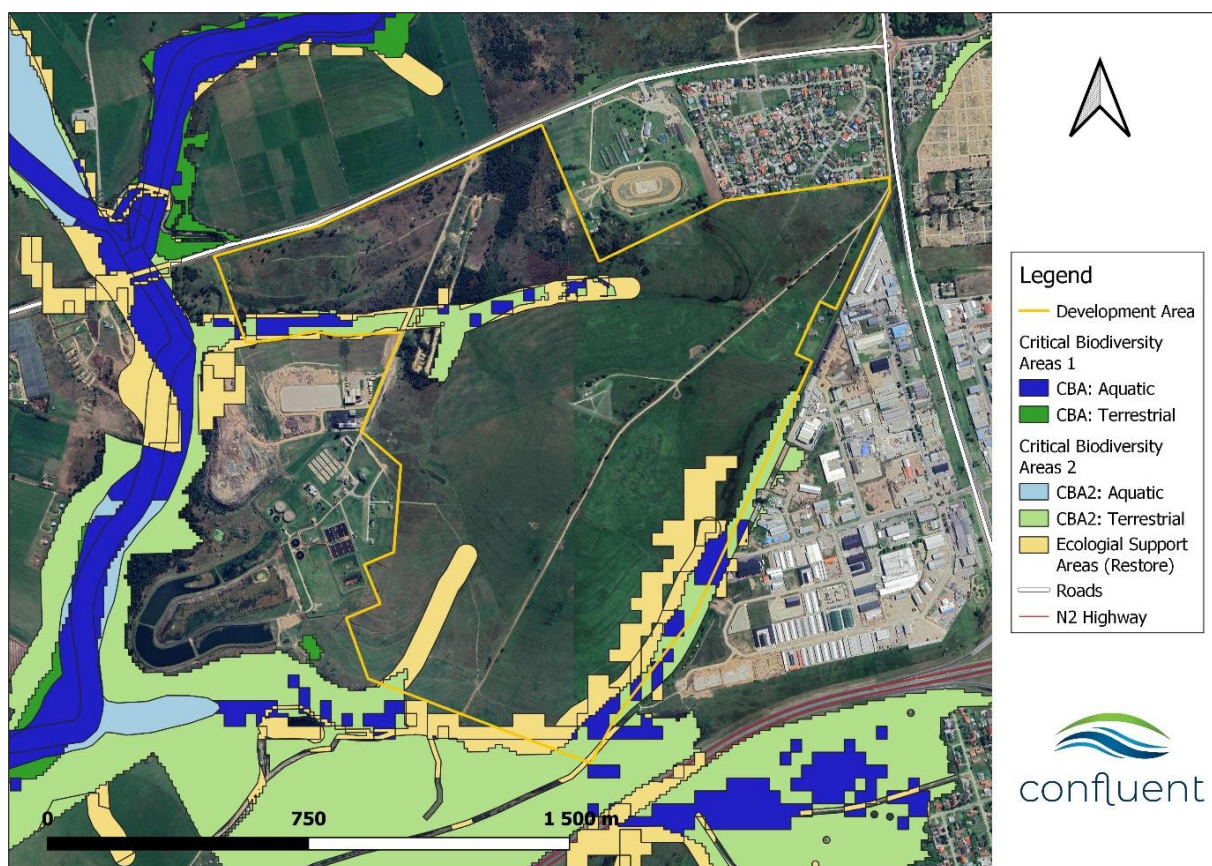 Legend
Development Area
Critical Biodiversity
Areas 1
CBA: Aquatic
CBA: Terrestrial
Critical Biodiversity
Areas 2
CBA2: Aquatic
CBA2: Terrestrial
Ecologial Support
Areas (Restore)
Roads
N2 Highway
confluent
0 750 1 500 m